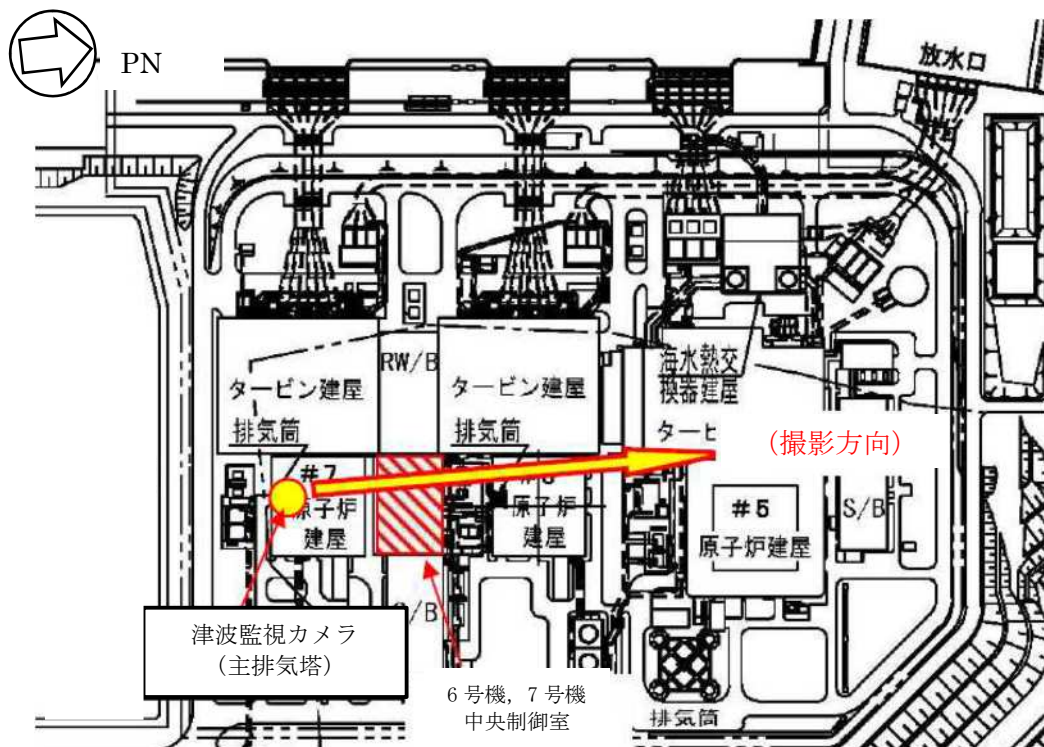 PN
放水口
RW/B
タービン建屋
排気筒
タービン建屋
排気筒
海水熱交
換器建屋
(撮影方向)
#7
原子炉
建屋
原子炉
建屋
#5
原子炉建屋
S/B
津波監視カメラ
(主排気塔)
6号機,7号機
中央制御室
排気筒